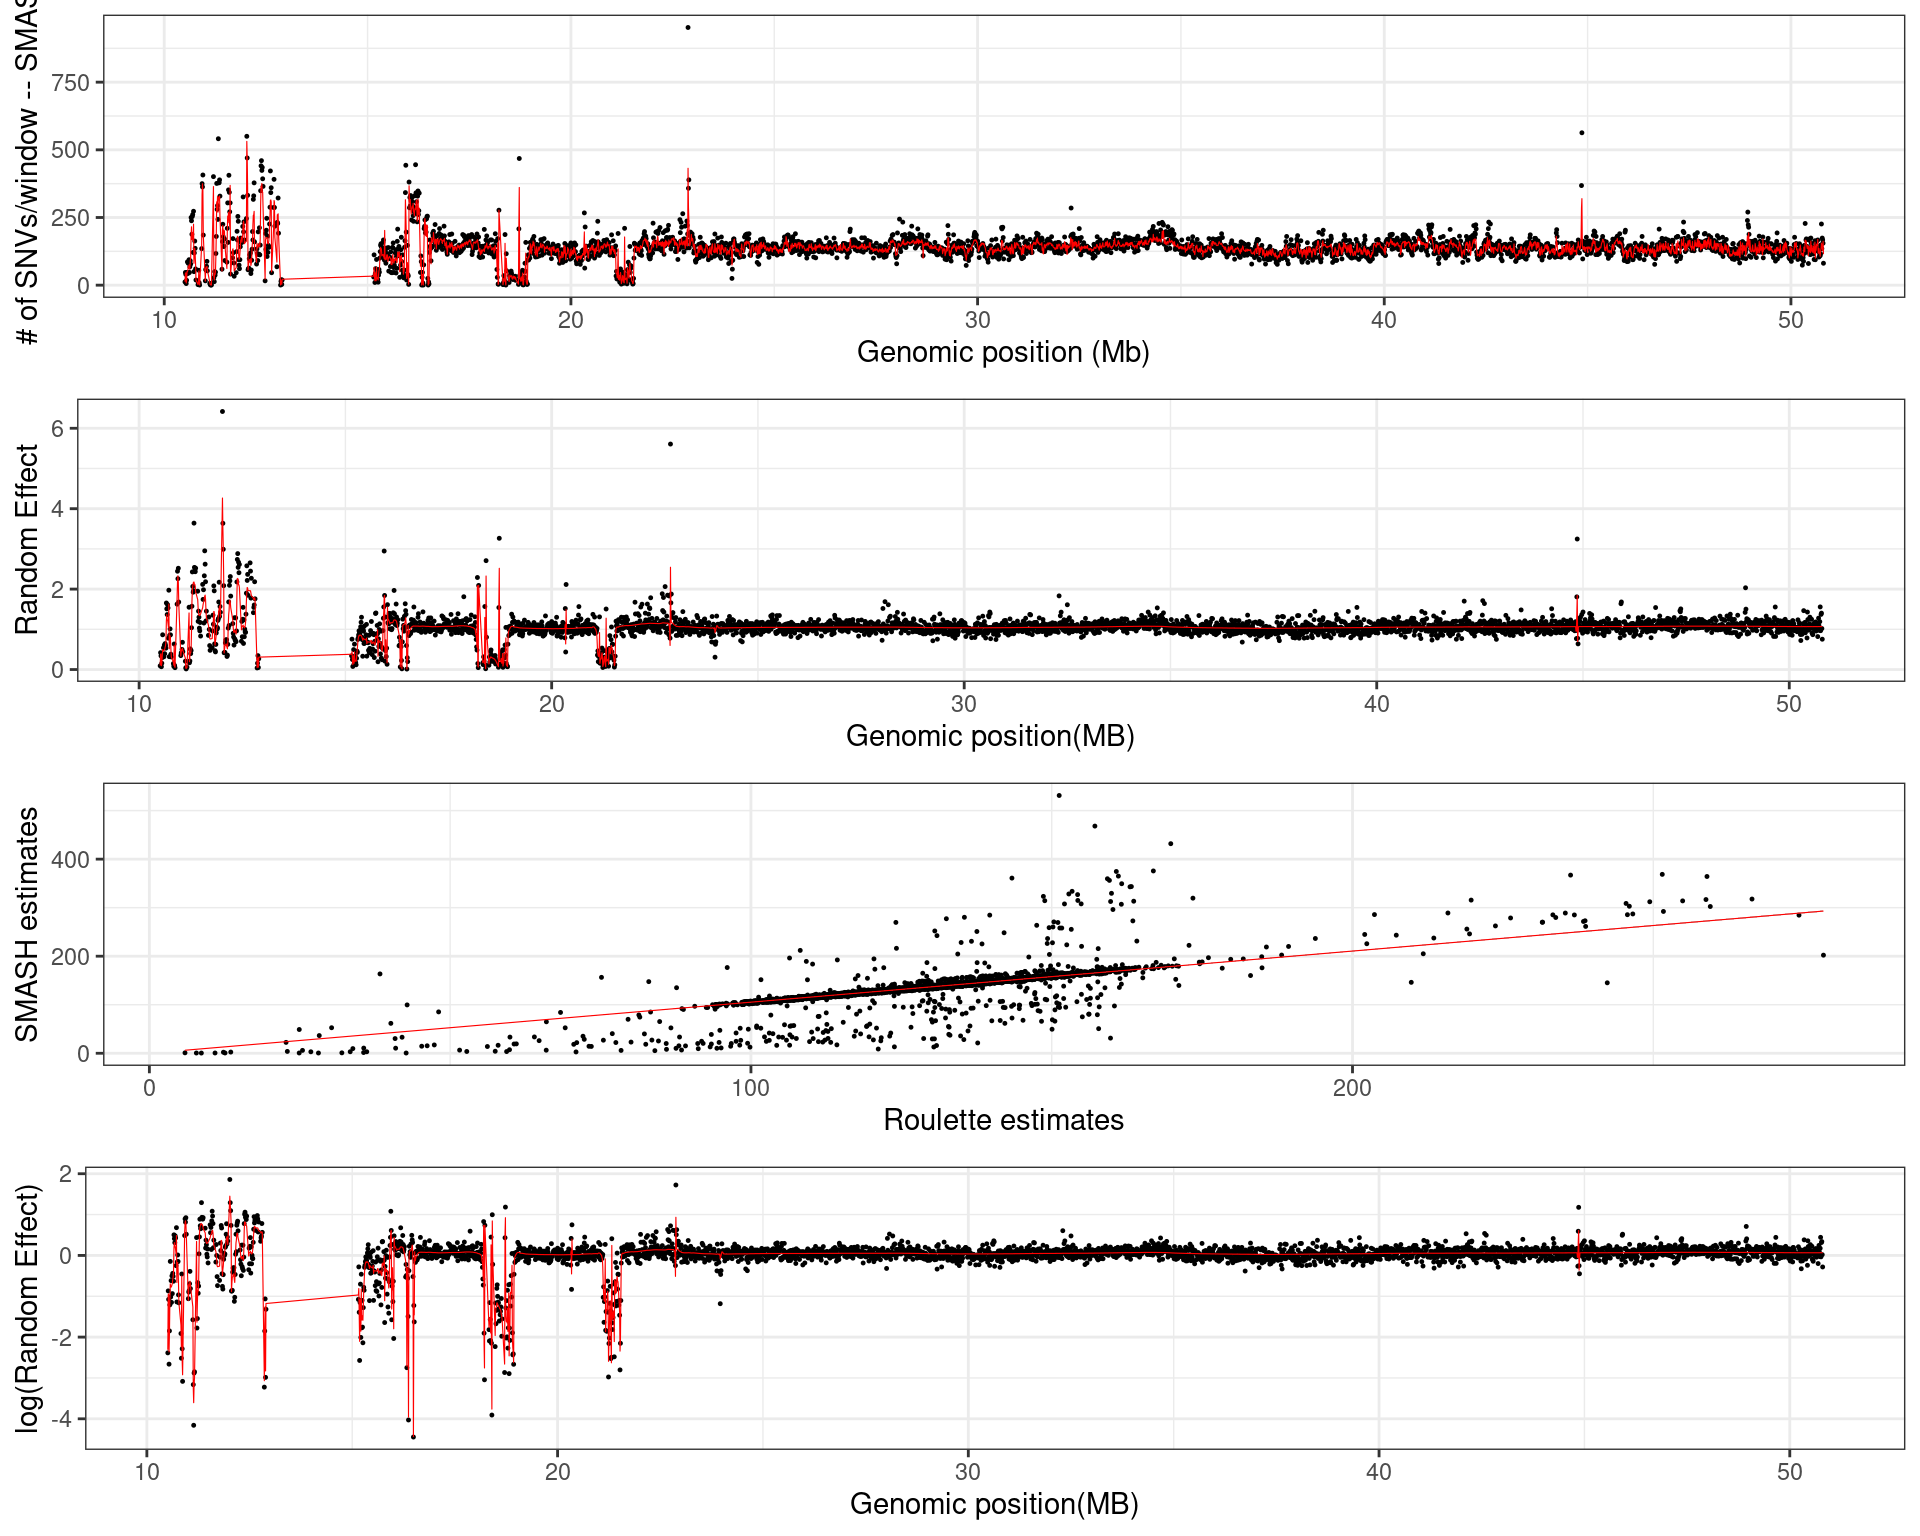 # of SNVs/window -- SMAS
750
500
250
0
10 20 30 40 50
Genomic position (Mb)
Random Effect
6
4
2
0
10 20 30 40 50
Genomic position(MB)
SMASH estimates
400
200
0
0 100 200
Roulette estimates
log(Random Effect)
2
0
-2
-4
10 20 30 40 50
Genomic position(MB)